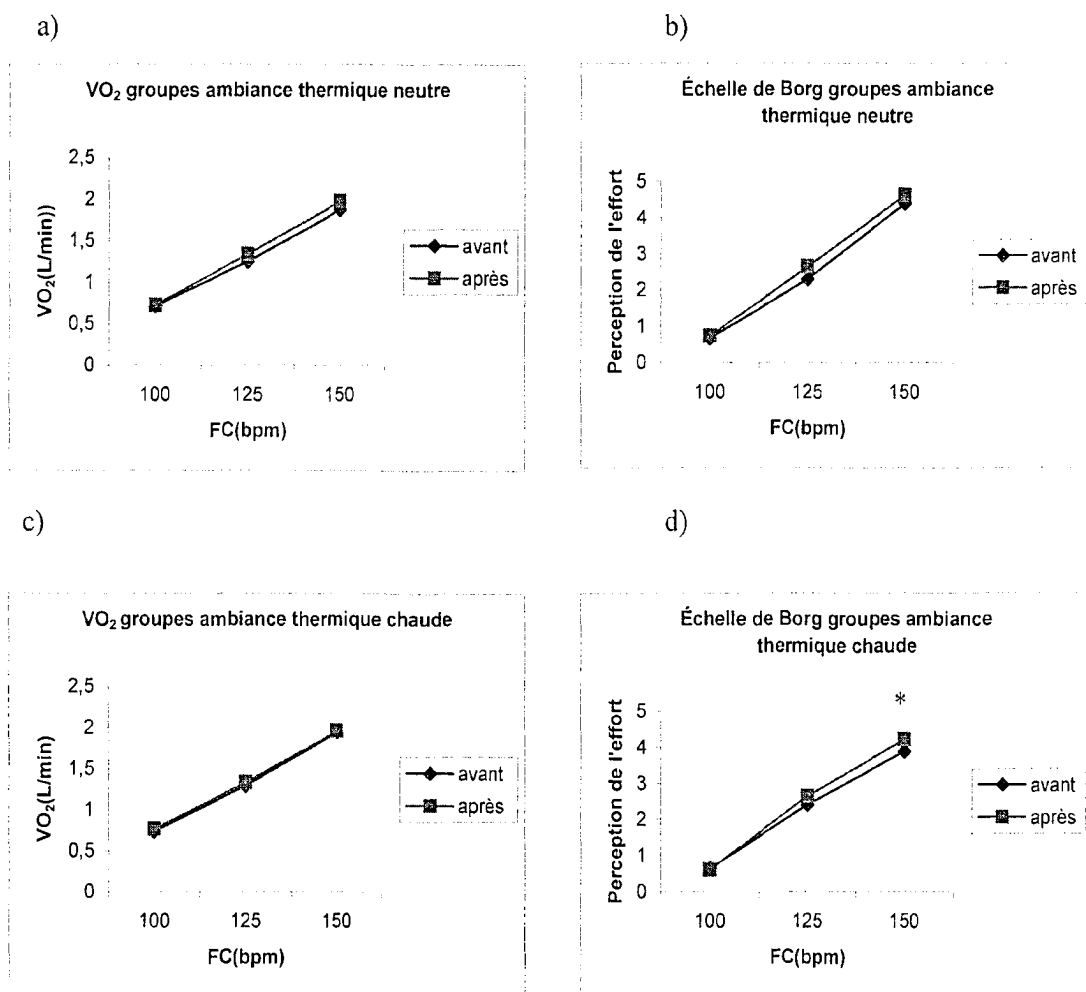 a)
VO₂ groupes ambiance thermique neutre
VO₂(L/min))
2,5
2
1,5
1
0,5
0
100 125 150
FC(bpm)
avant
après
b)
Échelle de Borg groupes ambiance
thermique neutre
Perception de l'effort
5
4
3
2
1
0
100 125 150
FC(bpm)
avant
après
c)
VO₂ groupes ambiance thermique chaude
VO₂(L/min)
2,5
2
1,5
1
0,5
0
100 125 150
FC(bpm)
avant
après
d)
Échelle de Borg groupes ambiance
thermique chaude
*
Perception de l'effort
5
4
3
2
1
0
100 125 150
FC(bpm)
avant
après